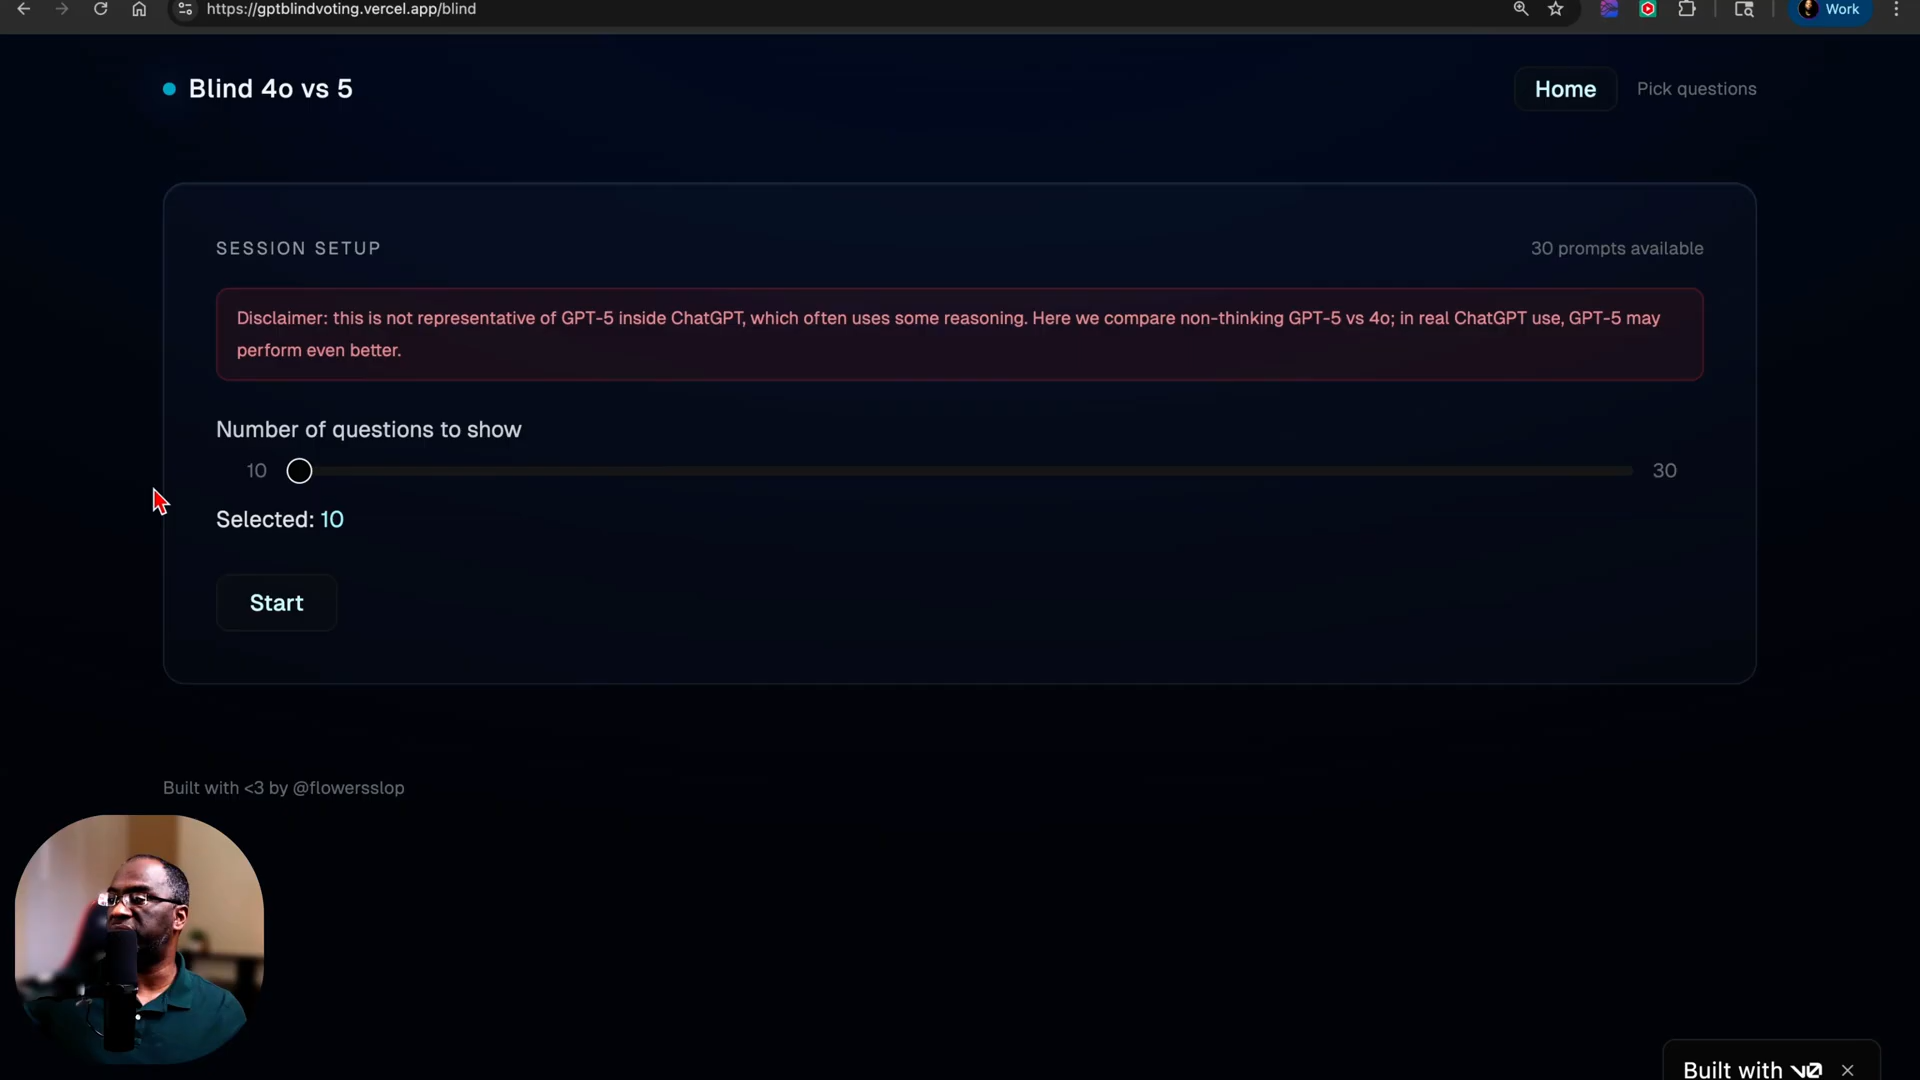 https://gptblindvoting.vercel.app/blind
Work
Blind 4o vs 5
Home
Pick questions
SESSION SETUP
30 prompts available
Disclaimer: this is not representative of GPT-5 inside ChatGPT, which often uses some reasoning. Here we compare non-thinking GPT-5 vs 4o; in real ChatGPT use, GPT-5 may
perform even better.
Number of questions to show
10
30
Selected: 10
Start
Built with <3 by @flowersslop
Built with v0